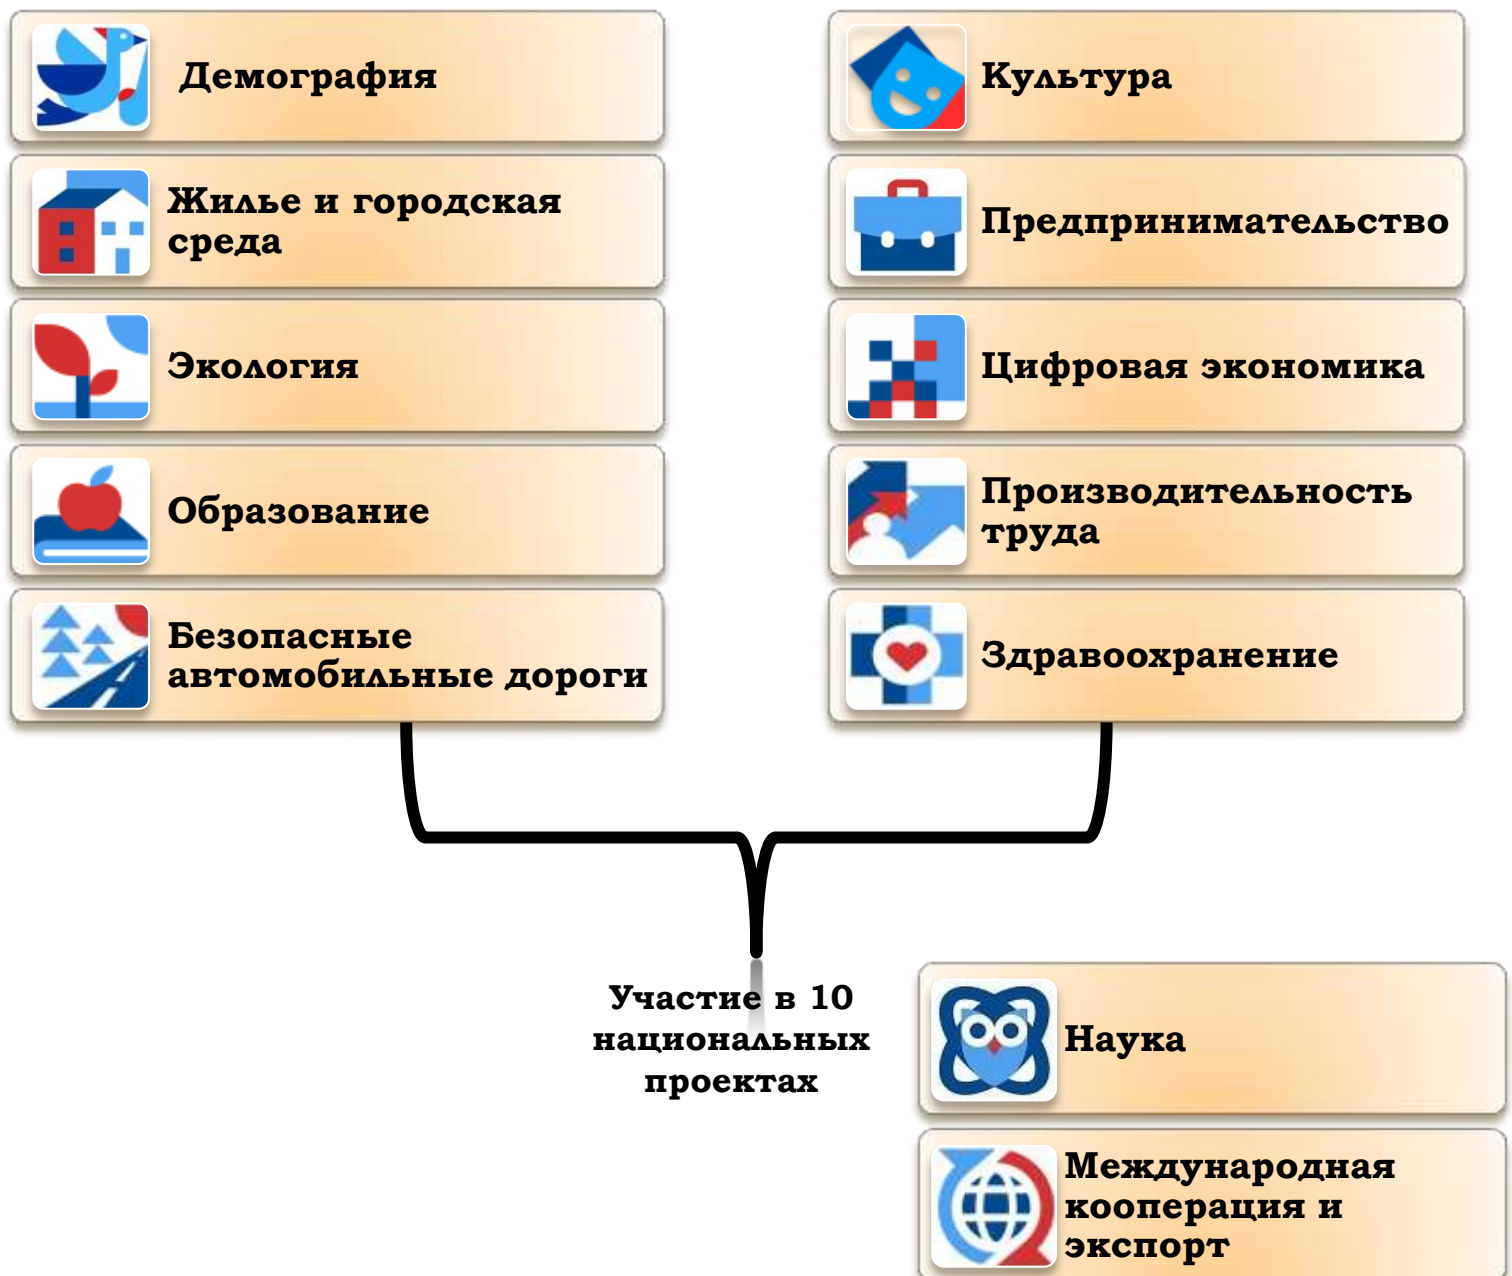 Демография
Жилье и городская
среда
Экология
Образование
Безопасные
автомобильные дороги
Культура
Предпринимательство
Цифровая экономика
Производительность
труда
Здравоохранение
Участие в 10
национальных
проектах
Наука
Международная
кооперация и
экспорт